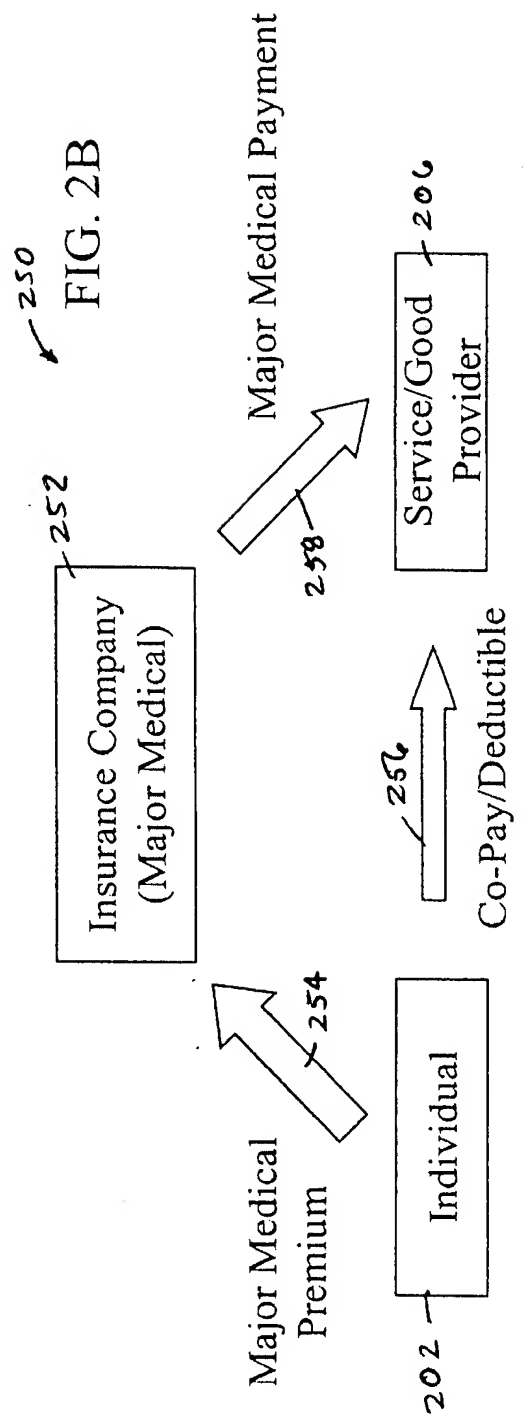 250
FIG. 2B
252
Insurance Company
(Major Medical)
Major Medical
Premium
254
Major Medical Payment
258
202
Individual
256
Co-Pay/Deductible
206
Service/Good
Provider